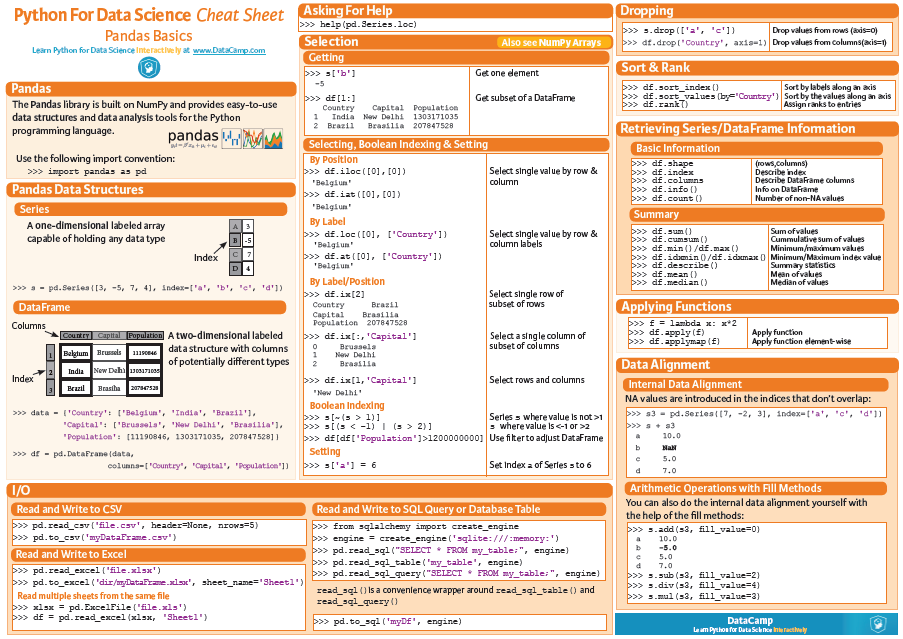 Python For Data Science Cheat Sheet
Pandas Basics
Learn Python for Data Science Interactively at www.DataCamp.com
Pandas
The Pandas library is built on NumPy and provides easy-to-use
data structures and data analysis tools for the Python
programming language.
pandas
Use the following import convention:
>>> import pandas as pd
Pandas Data Structures
Series
A one-dimensional labeled array
capable of holding any data type
Index
A 3
B -5
C 7
D 4
>>> s = pd.Series([3, -5, 7, 4], index=['a', 'b', 'c', 'd'])
DataFrame
Columns
Index
Country Capital Population
1 Belgium Brussels 11190846
2 India New Delhi 1303171035
3 Brazil Brasilia 207847528
A two-dimensional labeled
data structure with columns
of potentially different types
>>> data = {'Country': ['Belgium', 'India', 'Brazil'],
'Capital': ['Brussels', 'New Delhi', 'Brasilia'],
'Population': [11190846, 1303171035, 207847528]}
>>> df = pd.DataFrame(data,
columns=['Country', 'Capital', 'Population'])
Asking For Help
>>> help(pd.Series.loc)
Selection
Also see NumPy Arrays
Getting
>>> s['b'] Get one element
-5
>>> df[1:] Get subset of a DataFrame
Country Capital Population
1 India New Delhi 1303171035
2 Brazil Brasilia 207847528
Selecting, Boolean Indexing & Setting
By Position
>>> df.iloc([0],[0]) Select single value by row &
'Belgium' column
>>> df.iat([0],[0])
'Belgium'
By Label
>>> df.loc([0], ['Country']) Select single value by row &
'Belgium' column labels
>>> df.at([0], ['Country'])
'Belgium'
By Label/Position
>>> df.ix[2] Select single row of
Country Brazil subset of rows
Capital Brasilia
Population 207847528
>>> df.ix[:,'Capital'] Select a single column of
0 Brussels subset of columns
1 New Delhi
2 Brasilia
>>> df.ix[1,'Capital'] Select rows and columns
'New Delhi'
Boolean Indexing
>>> s[~(s > 1)] Series s where value is not >1
>>> s[(s < -1) | (s > 2)] s where value is <-1 or >2
>>> df[df['Population']>1200000000] Use filter to adjust DataFrame
Setting
>>> s['a'] = 6 Set index a of Series s to 6
Dropping
>>> s.drop(['a', 'c']) Drop values from rows (axis=0)
>>> df.drop('Country', axis=1) Drop values from columns(axis=1)
Sort & Rank
>>> df.sort_index() Sort by labels along an axis
>>> df.sort_values(by='Country') Sort by the values along an axis
>>> df.rank() Assign ranks to entries
Retrieving Series/DataFrame Information
Basic Information
>>> df.shape (rows,columns)
>>> df.index Describe index
>>> df.columns Describe DataFrame columns
>>> df.info() Info on DataFrame
>>> df.count() Number of non-NA values
Summary
>>> df.sum() Sum of values
>>> df.cumsum() Cummulative sum of values
>>> df.min()/df.max() Minimum/maximum values
>>> df.idxmin()/df.idxmax() Minimum/Maximum index value
>>> df.describe() Summary statistics
>>> df.mean() Mean of values
>>> df.median() Median of values
Applying Functions
>>> f = lambda x: x*2
>>> df.apply(f) Apply function
>>> df.applymap(f) Apply function element-wise
Data Alignment
Internal Data Alignment
NA values are introduced in the indices that don't overlap:
>>> s3 = pd.Series([7, -2, 3], index=['a', 'c', 'd'])
>>> s + s3
a 10.0
b NaN
c 5.0
d 7.0
Arithmetic Operations with Fill Methods
You can also do the internal data alignment yourself with
the help of the fill methods:
>>> s.add(s3, fill_value=0)
a 10.0
b -5.0
c 5.0
d 7.0
>>> s.sub(s3, fill_value=2)
>>> s.div(s3, fill_value=4)
>>> s.mul(s3, fill_value=3)
I/O
Read and Write to CSV
>>> pd.read_csv('file.csv', header=None, nrows=5)
>>> pd.to_csv('myDataFrame.csv')
Read and Write to Excel
>>> pd.read_excel('file.xlsx')
>>> pd.to_excel('dir/myDataFrame.xlsx', sheet_name='Sheet1')
Read multiple sheets from the same file
>>> xlsx = pd.ExcelFile('file.xls')
>>> df = pd.read_excel(xlsx, 'Sheet1')
Read and Write to SQL Query or Database Table
>>> from sqlalchemy import create_engine
>>> engine = create_engine('sqlite:///:memory:')
>>> pd.read_sql("SELECT * FROM my_table;", engine)
>>> pd.read_sql_table('my_table', engine)
>>> pd.read_sql_query("SELECT * FROM my_table;", engine)
read_sql() is a convenience wrapper around read_sql_table() and
read_sql_query()
>>> pd.to_sql('myDf', engine)
DataCamp
Learn Python for Data Science Interactively